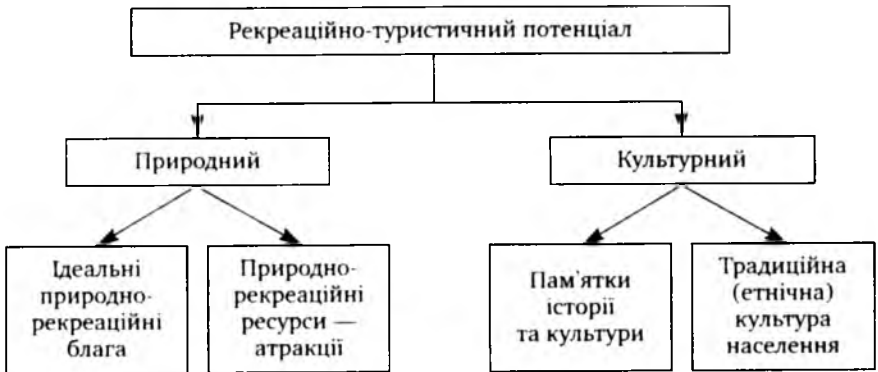 Рекреаційно-туристичний потенціал
Природний
Культурний
Ідеальні
природно-
рекреаційні
блага
Природно-
рекреаційні
ресурси —
атракції
Пам'ятки
історії
та культури
Традиційна
(етнічна)
культура
населення